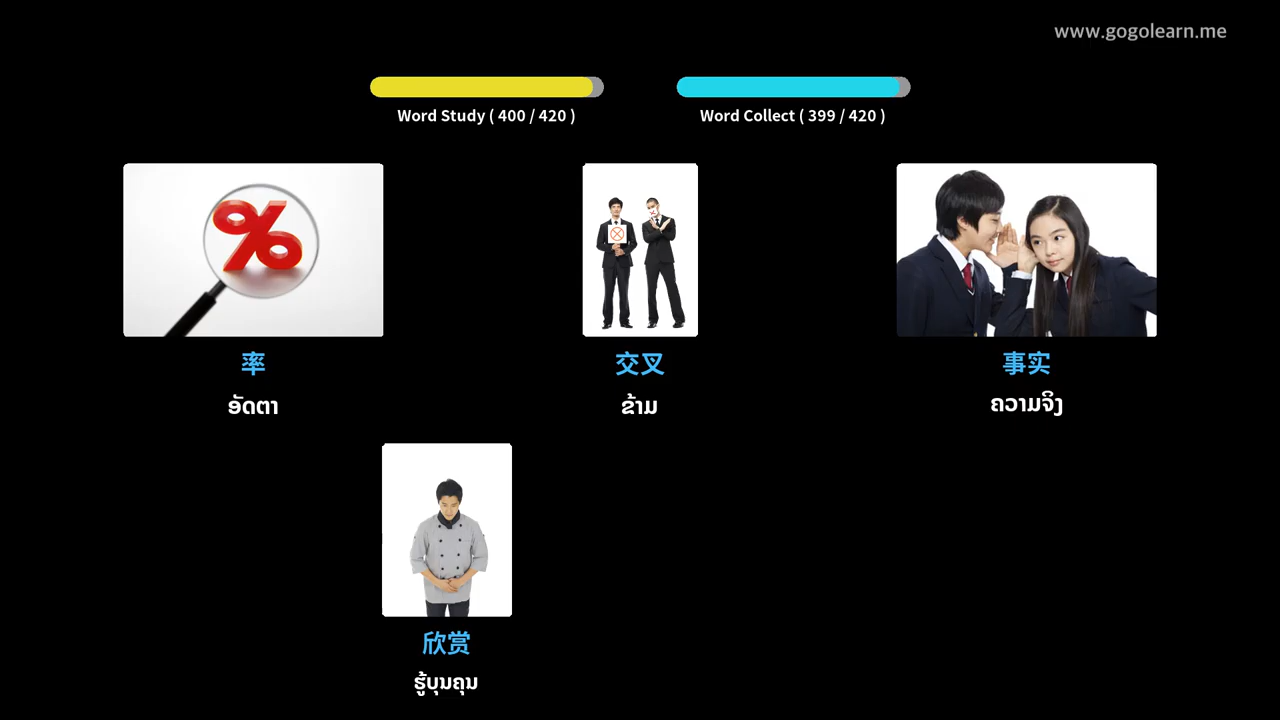 www.gogolearn.me
Word Study ( 400 / 420 )
Word Collect ( 399 / 420 )
%
率
ອັດຕາ
交叉
ຂ້າມ
事实
ຄວາມຈິງ
欣赏
ຮູ້ບຸນຄຸນ